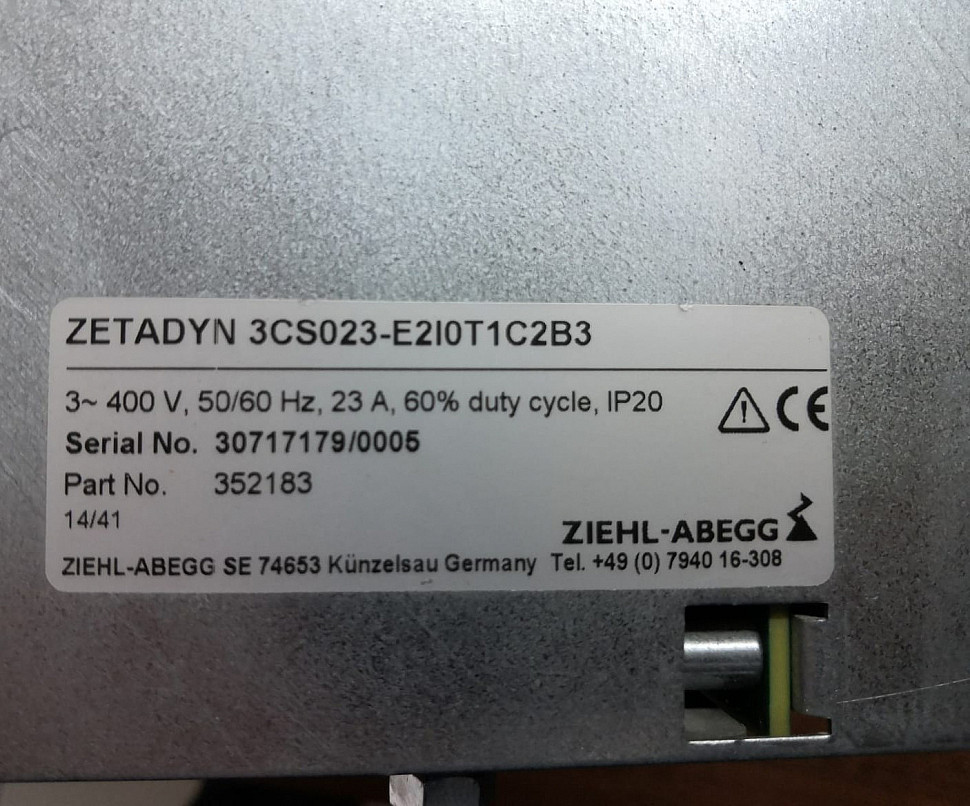 ZETADYN 3CS023-E2I0T1C2B3
3~ 400 V, 50/60 Hz, 23 A, 60% duty cycle, IP20
CE
Serial No. 30717179/0005
Part No. 352183
14/41
ZIEHL-ABEGG
ZIEHL-ABEGG SE 74653 Künzelsau Germany Tel. +49 (0) 7940 16-308